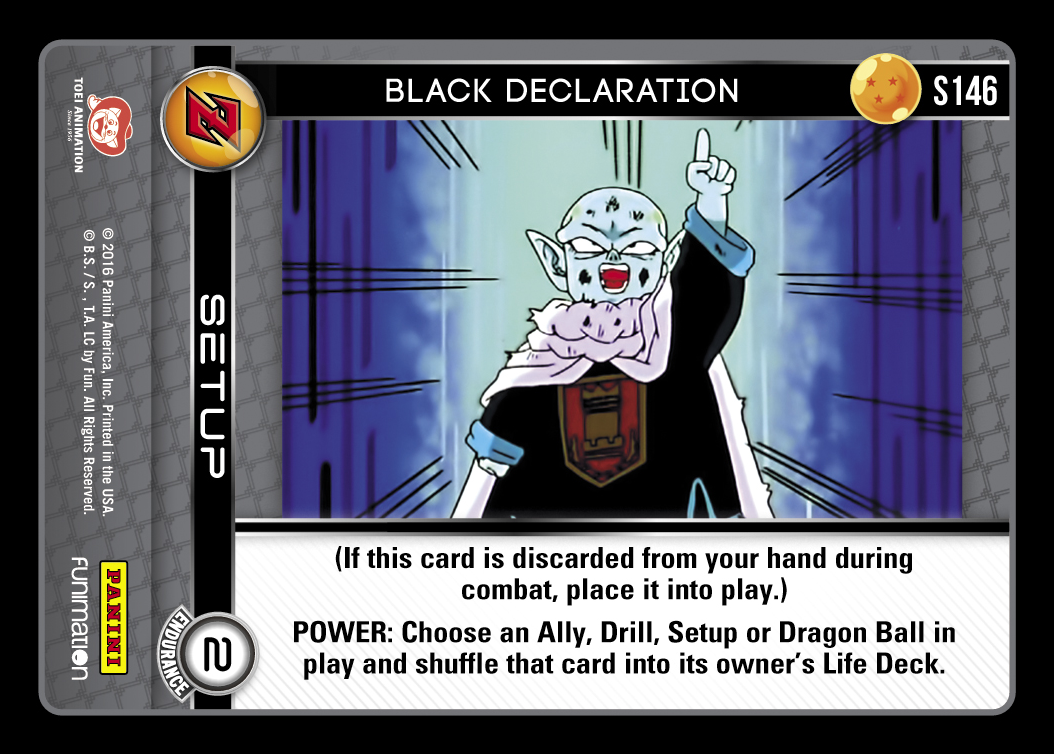 BLACK DECLARATION
S146
SETUP
(If this card is discarded from your hand during
combat, place it into play.)
POWER: Choose an Ally, Drill, Setup or Dragon Ball in
play and shuffle that card into its owner's Life Deck.
ENDURANCE
2
TOEI ANIMATION
Since 1956
© 2016 Panini America, Inc. Printed in the USA.
© B.S. / S., T.A. LC by Fun. All Rights Reserved.
PANINI
FUNIMATION